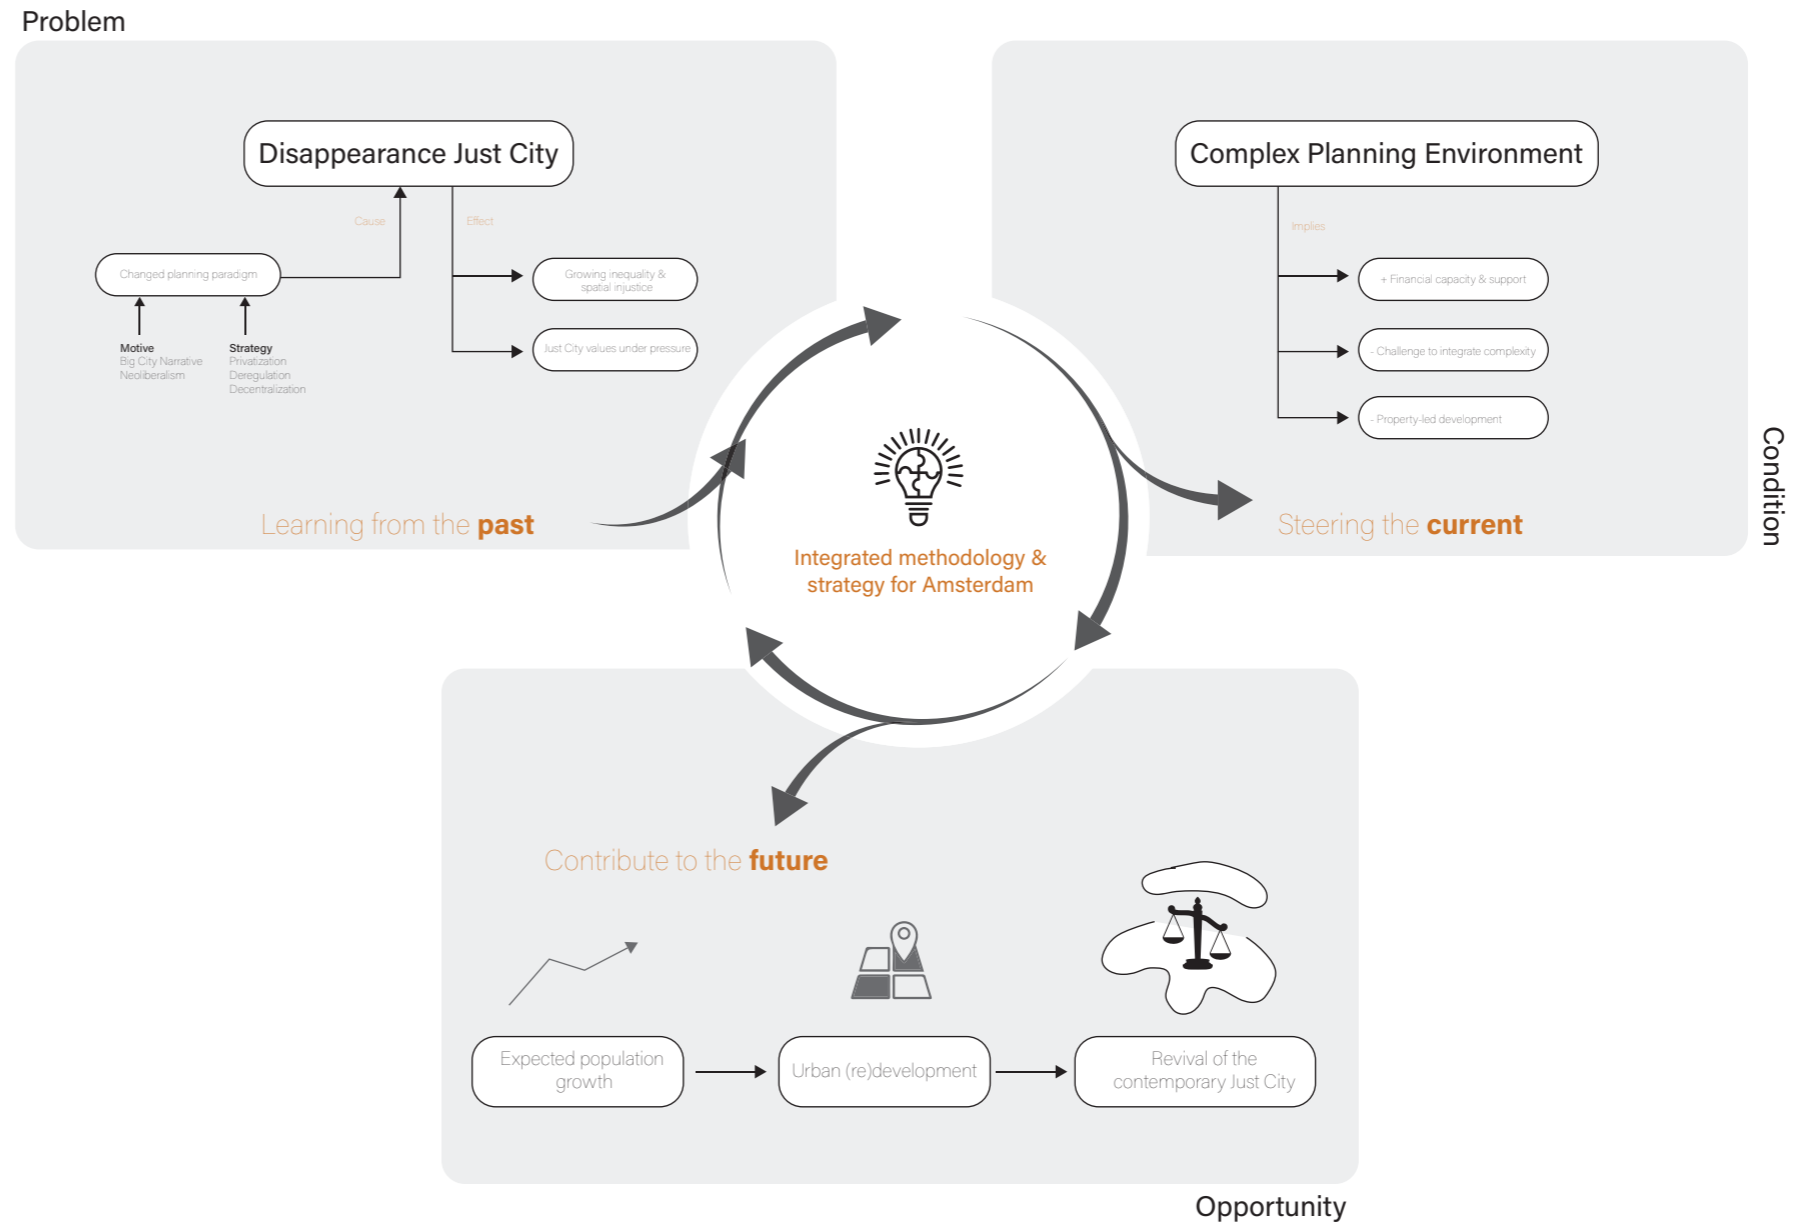 Problem
Disappearance Just City
Cause
Effect
Changed planning paradigm
Growing inequality &
spatial injustice
Motive
Big City Narrative
Neoliberalism
Strategy
Privatization
Deregulation
Decentralization
Just City values under pressure
Learning from the past
Complex Planning Environment
Implies
+ Financial capacity & support
- Challenge to integrate complexity
- Property-led development
Steering the current
Condition
Integrated methodology &
strategy for Amsterdam
Contribute to the future
Expected population
growth
Urban (re)development
Revival of the
contemporary Just City
Opportunity